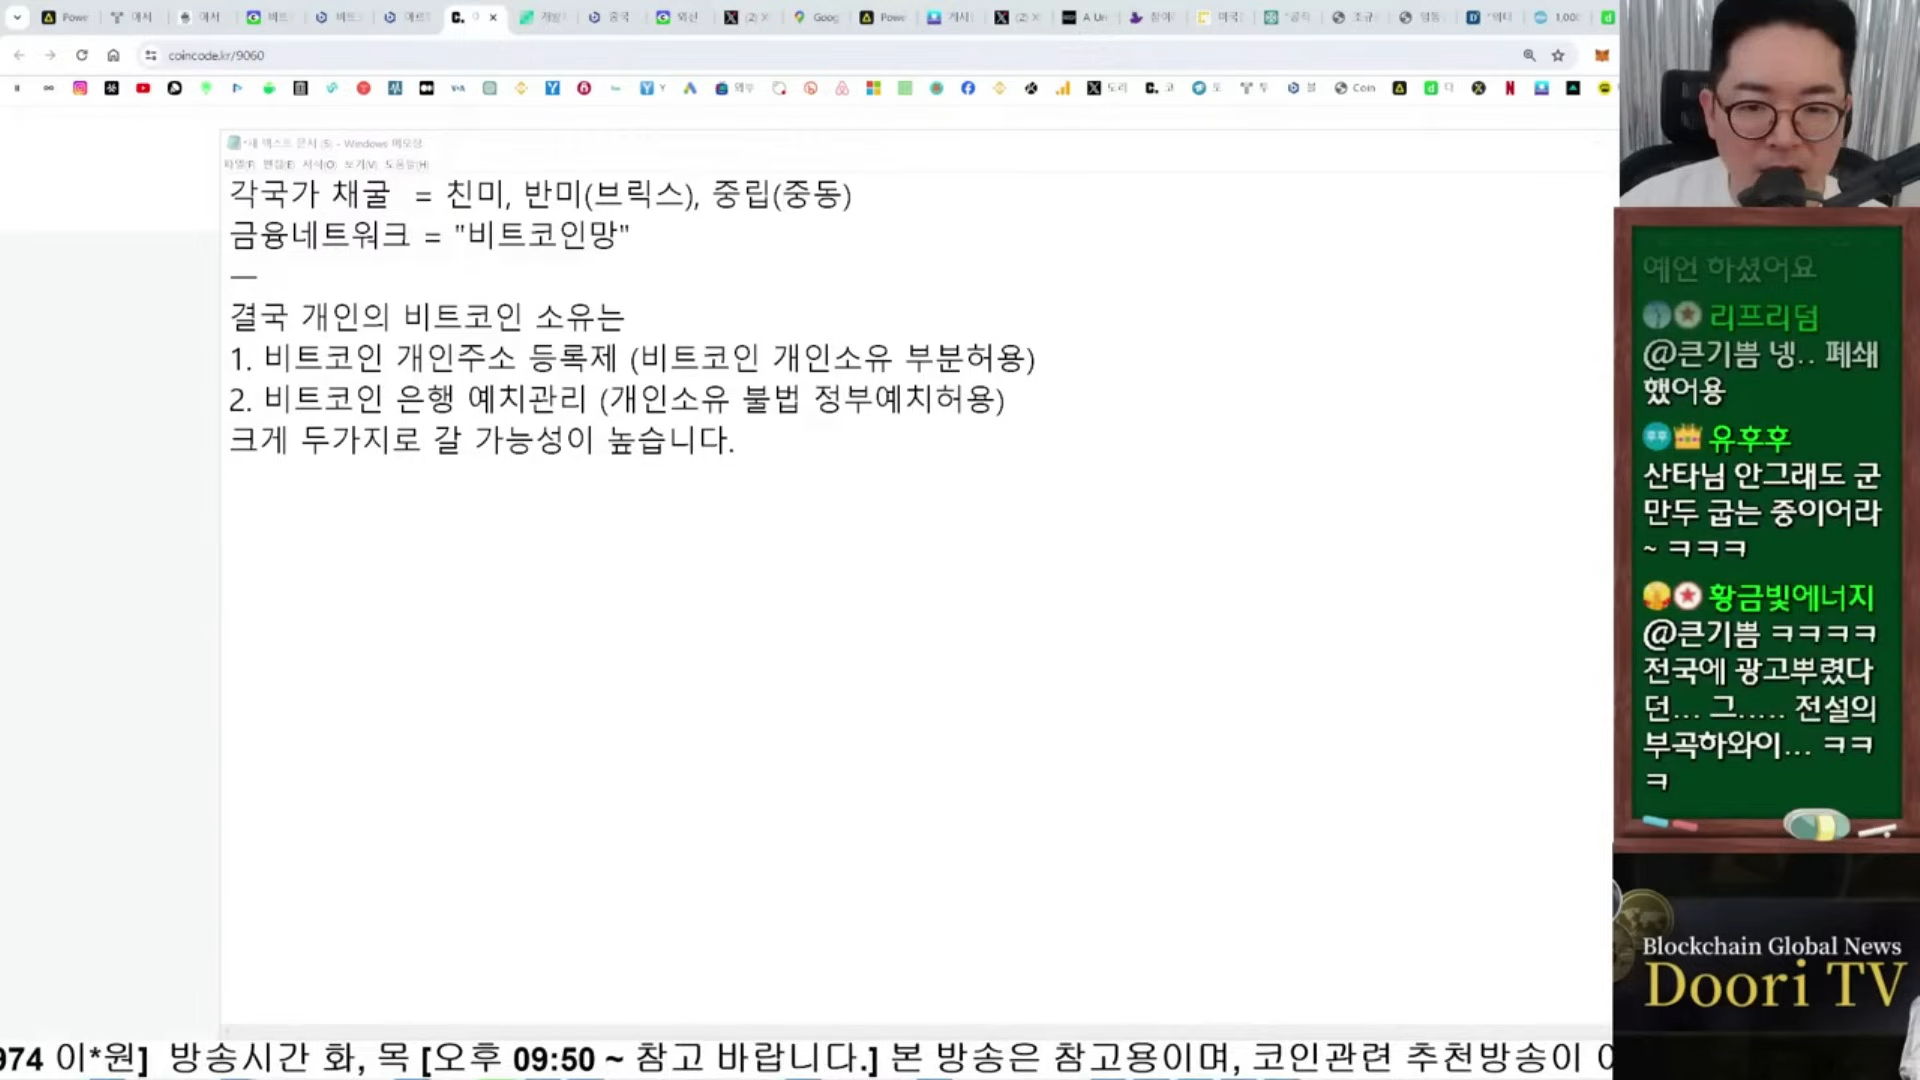 coincode.kr/9060
각국가 채굴 = 친미, 반미(브릭스), 중립(중동)
금융네트워크 = "비트코인망"
—
결국 개인의 비트코인 소유는
1. 비트코인 개인주소 등록제 (비트코인 개인소유 부분허용)
2. 비트코인 은행 예치관리 (개인소유 불법 정부예치허용)
크게 두가지로 갈 가능성이 높습니다.
예언 하셨어요
리프리덤
@큰기쁨 넹.. 폐쇄
했어용
유후후
산타님 안그래도 군
만두 굽는 중이어라
~ ㅋㅋㅋ
황금빛에너지
@큰기쁨 ㅋㅋㅋㅋ
전국에 광고뿌렸다
던... 그..... 전설의
부곡하와이... ㅋㅋ
ㅋ
Blockchain Global News
Doori TV
974 이*원] 방송시간 화, 목 [오후 09:50 ~ 참고 바랍니다.] 본 방송은 참고용이며, 코인관련 추천방송이